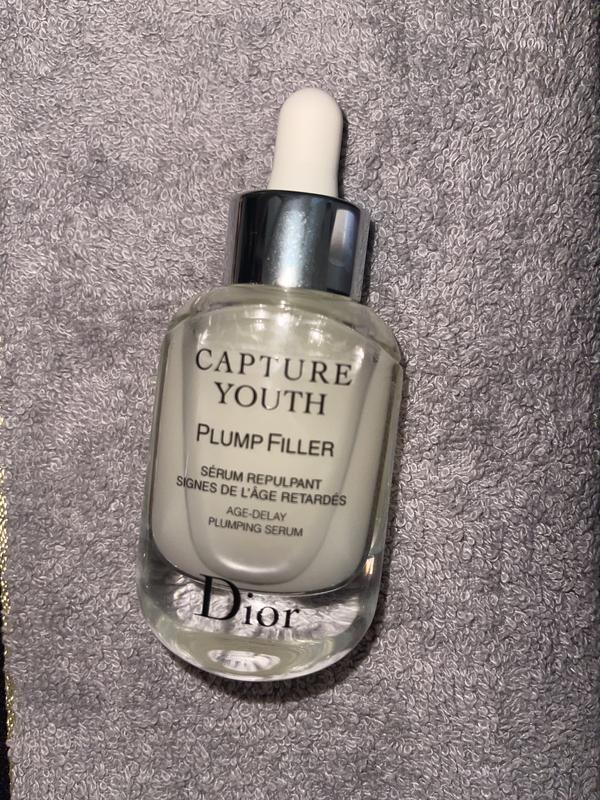 CAPTURE
YOUTH
PLUMP FILLER
SÉRUM REPULPANT
SIGNES DE L'ÂGE RETARDÉS
AGE-DELAY
PLUMPING SERUM
Dior